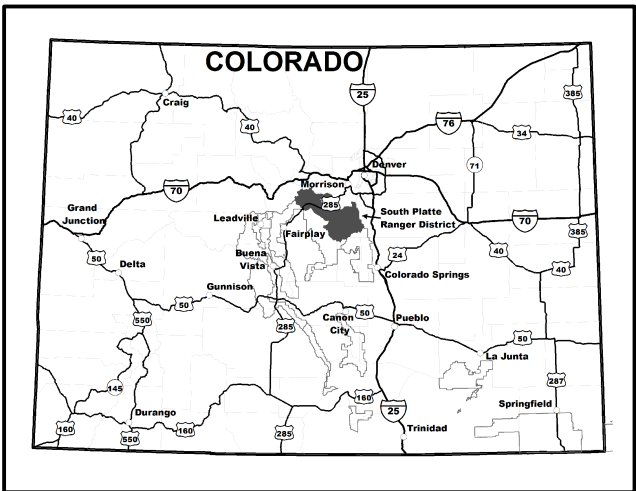 COLORADO
25
385
Craig
40
40
76
34
71
Denver
Morrison
70
285
Grand
Junction
Leadville
South Platte
Ranger District
70
Fairplay
385
50
Buena
Vista
24
40
40
Delta
Colorado Springs
Gunnison
50
550
285
Canon
City
50
Pueblo
50
La Junta
145
160
287
25
Springfield
Durango
160
550
160
285
Trinidad